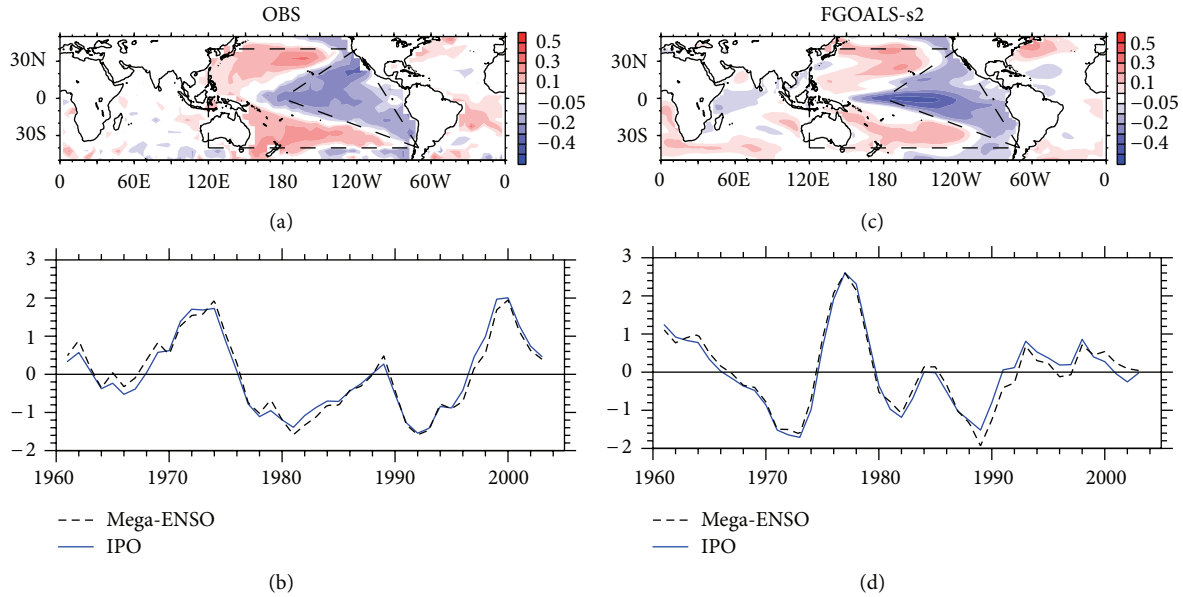 OBS
30N
0
30S
0 60E 120E 180 120W 60W 0
0.5
0.3
0.1
−0.05
−0.2
−0.4
(a)
FGOALS-s2
30N
0
30S
0 60E 120E 180 120W 60W 0
0.5
0.3
0.1
−0.05
−0.2
−0.4
(c)
3
2
1
0
−1
−2
1960 1970 1980 1990 2000
Mega-ENSO
IPO
(b)
3
2
1
0
−1
−2
1960 1970 1980 1990 2000
Mega-ENSO
IPO
(d)